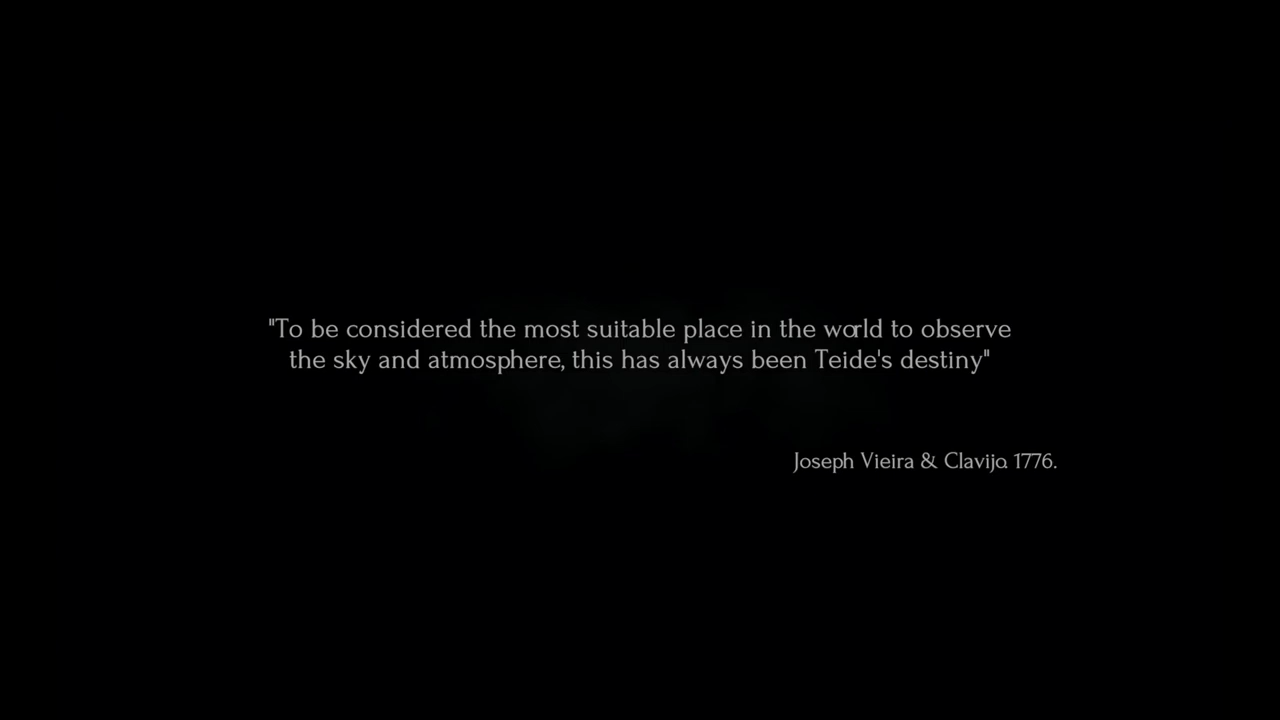 "To be considered the most suitable place in the world to observe
the sky and atmosphere, this has always been Teide's destiny"
Joseph Vieira & Clavijo. 1776.